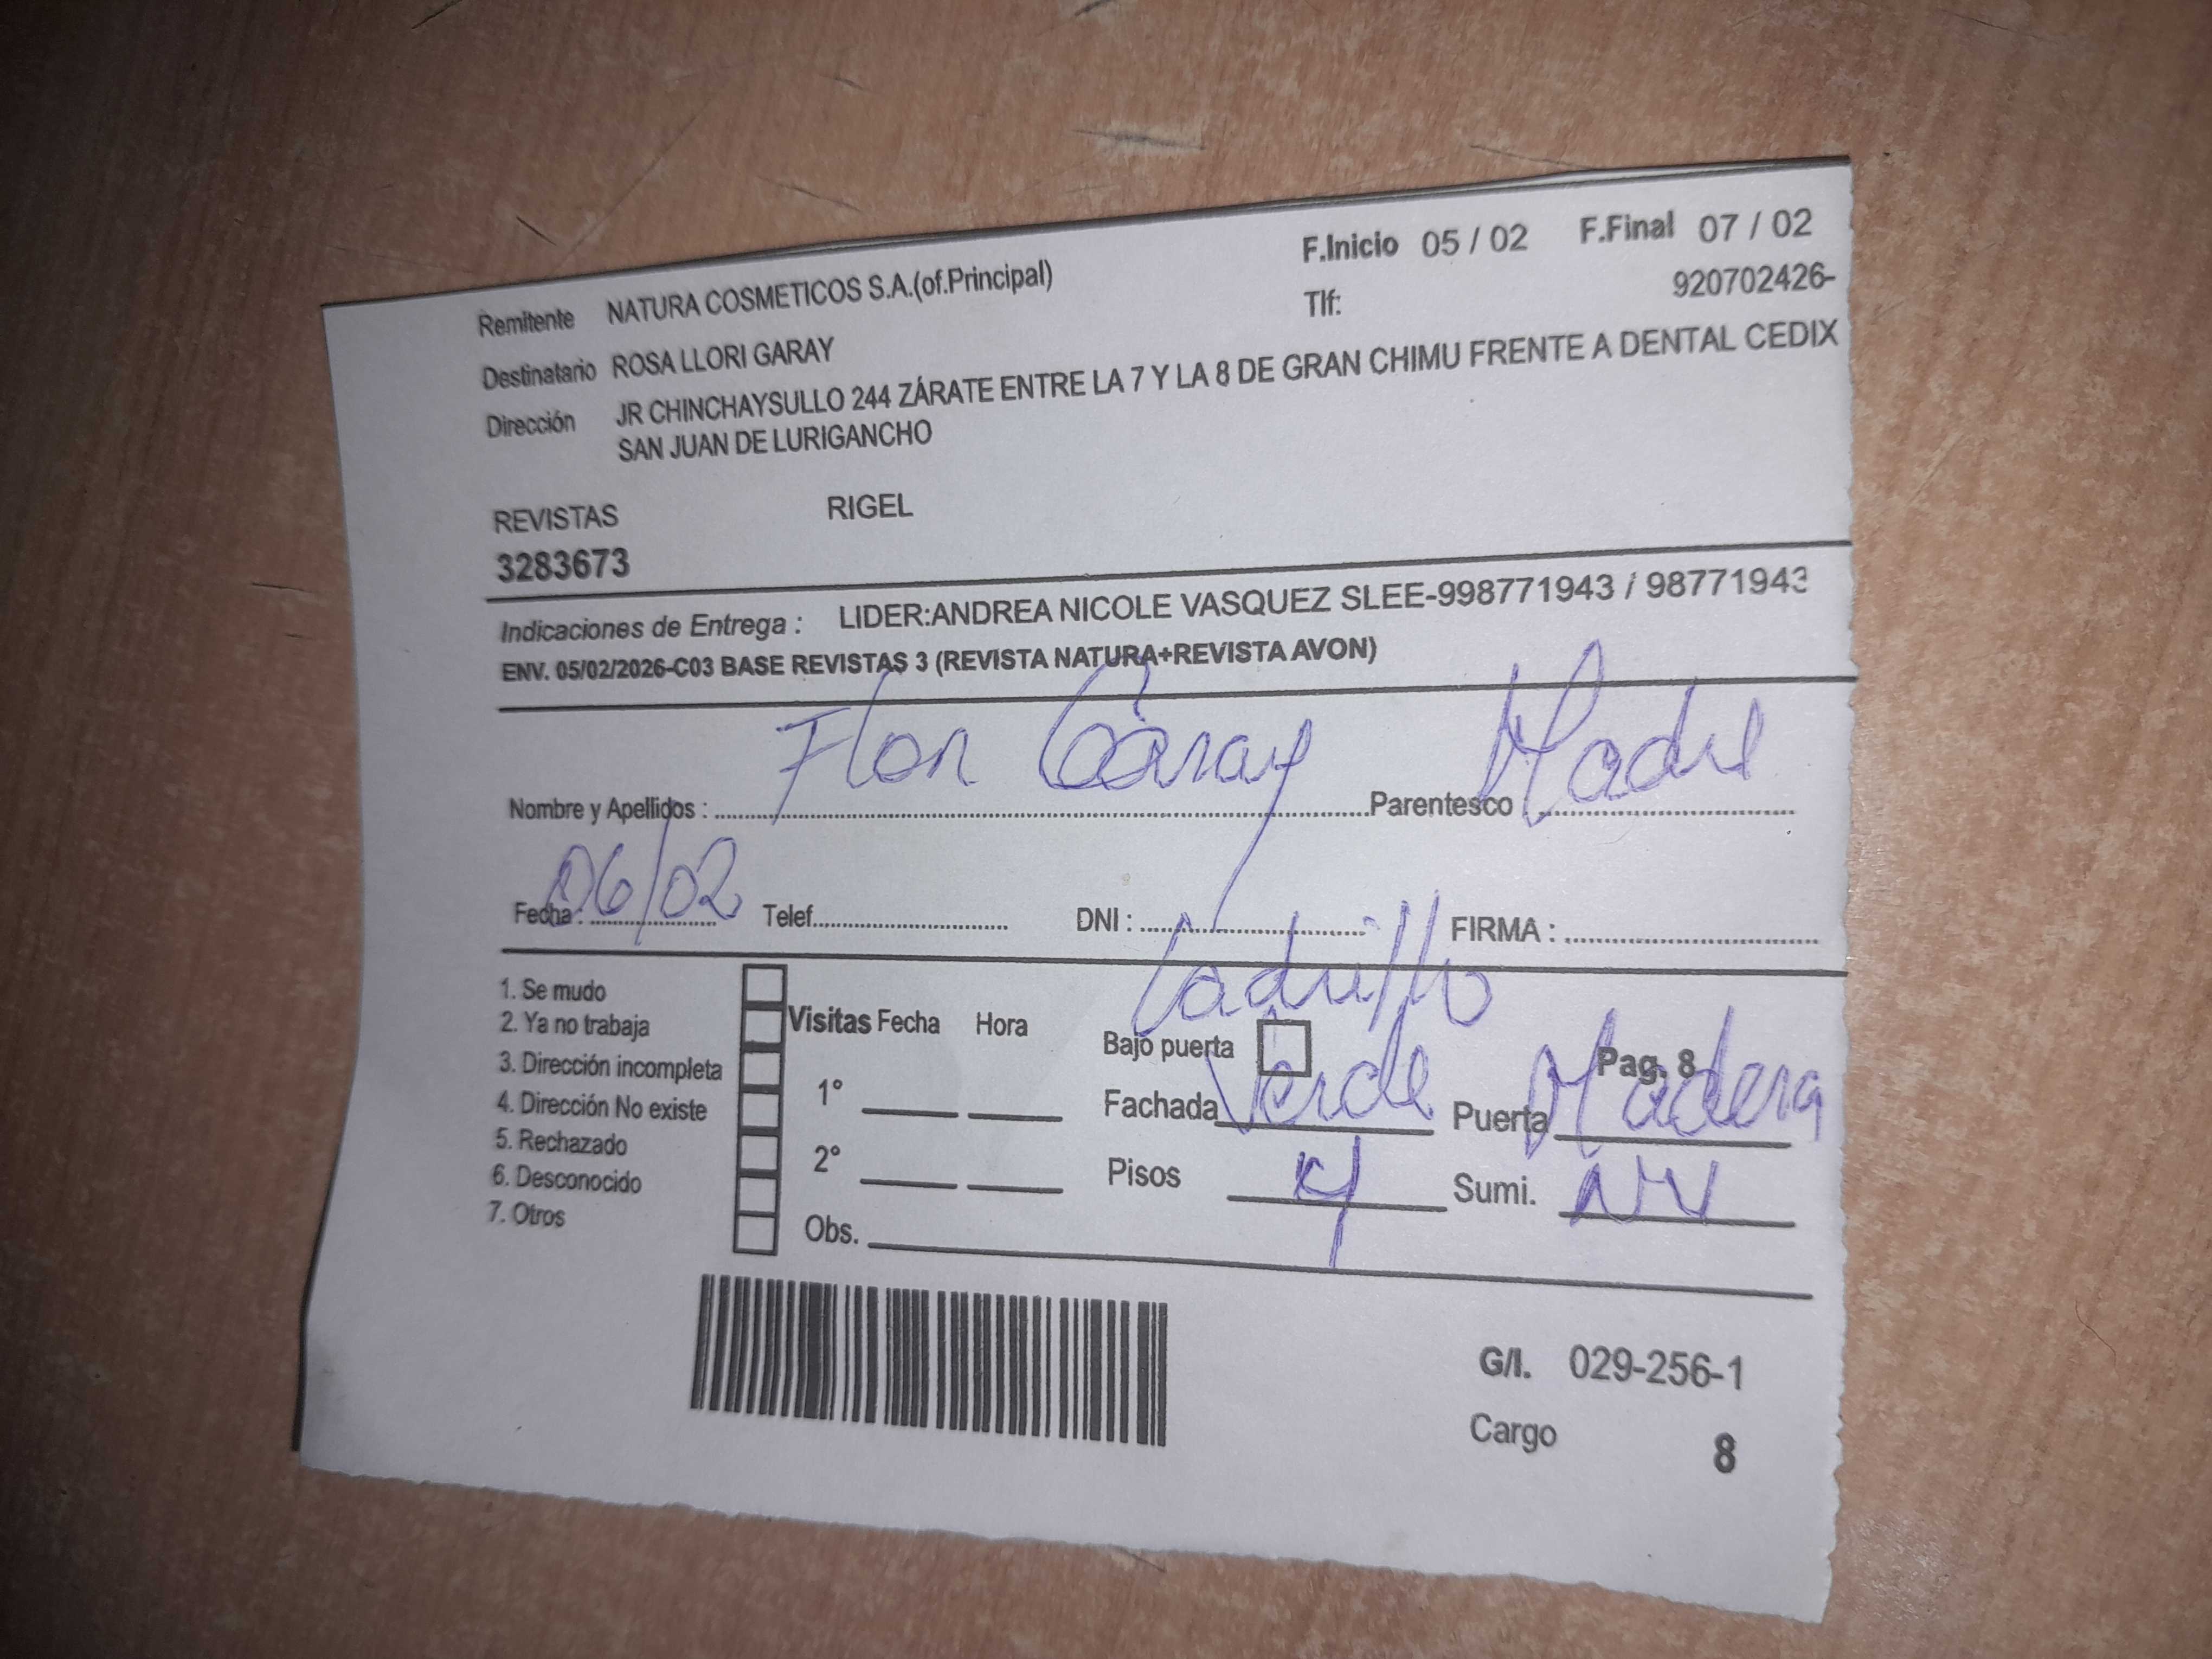 F.Inicio 05 / 02 F.Final 07 / 02
Remitente NATURA COSMETICOS S.A.(of.Principal)
Tlf: 920702426-
Destinatario ROSA LLORI GARAY
Dirección JR CHINCHAYSULLO 244 ZÁRATE ENTRE LA 7 Y LA 8 DE GRAN CHIMU FRENTE A DENTAL CEDIX
SAN JUAN DE LURIGANCHO
REVISTAS RIGEL
3283673
Indicaciones de Entrega : LIDER:ANDREA NICOLE VASQUEZ SLEE-998771943 / 98771943
ENV. 05/02/2026-C03 BASE REVISTAS 3 (REVISTA NATURA+REVISTA AVON)
Nombre y Apellidos : Flor Garay Parentesco Madre
Fecha : 06/02 Telef. DNI : FIRMA :
Ladrillo
1. Se mudo
2. Ya no trabaja
3. Dirección incompleta
4. Dirección No existe
5. Rechazado
6. Desconocido
7. Otros
Visitas Fecha Hora
1°
2°
Obs.
Bajo puerta Pag. 8
Fachada Verde Puerta Madera
Pisos 4 Sumi.
G/I. 029-256-1
Cargo 8